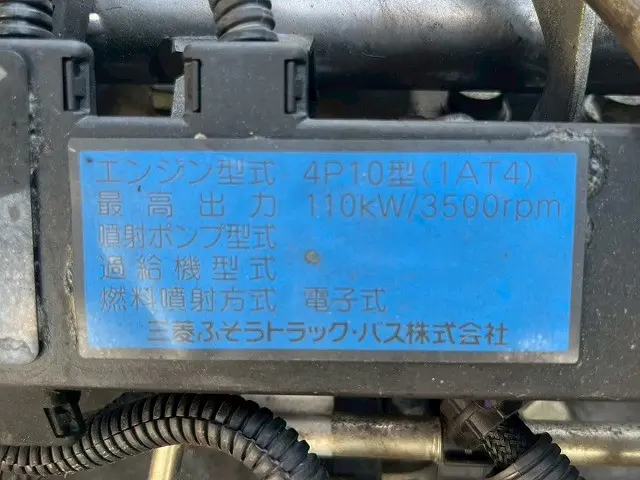 エンジン型式 4P10型(1AT4)
最高出力 110kW/3500rpm
噴射ポンプ型式
過給機型式
燃料噴射方式 電子式
三菱ふそうトラック・バス株式会社